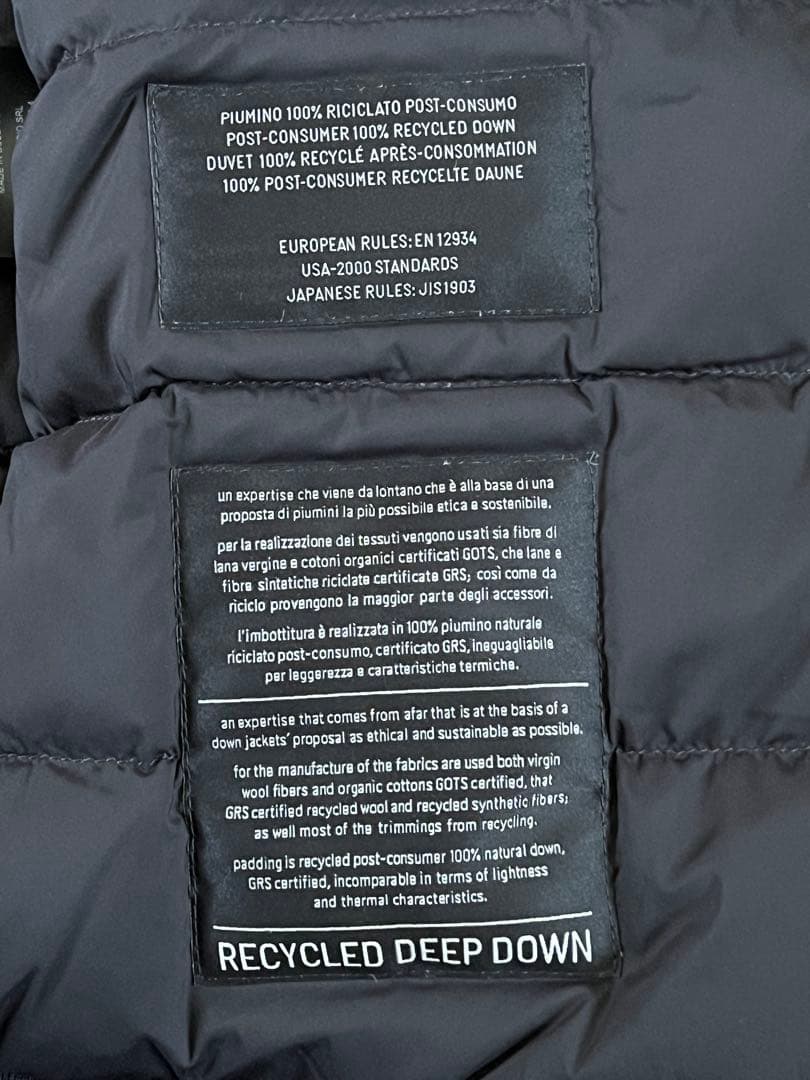 PIUMINO 100% RICICLATO POST-CONSUMO
POST-CONSUMER 100% RECYCLED DOWN
DUVET 100% RECYCLÉ APRÈS-CONSOMMATION
100% POST-CONSUMER RECYCELTE DAUNE
EUROPEAN RULES: EN 12934
USA-2000 STANDARDS
JAPANESE RULES: JIS1903
un expertise che viene da lontano che è alla base di una
proposta di piumini la più possibile etica e sostenibile.
per la realizzazione dei tessuti vengono usati sia fibre di
lana vergine e cotoni organici certificati GOTS, che lane e
fibre sintetiche riciclate certificate GRS; così come da
riciclo provengono la maggior parte degli accessori.
l'imbottitura è realizzata in 100% piumino naturale
riciclato post-consumo, certificato GRS, ineguagliabile
per leggerezza e caratteristiche termiche.
an expertise that comes from afar that is at the basis of a
down jackets' proposal as ethical and sustainable as possible.
for the manufacture of the fabrics are used both virgin
wool fibers and organic cottons GOTS certified, that
GRS certified recycled wool and recycled synthetic fibers;
as well most of the trimmings from recycling.
padding is recycled post-consumer 100% natural down,
GRS certified, incomparable in terms of lightness
and thermal characteristics.
RECYCLED DEEP DOWN